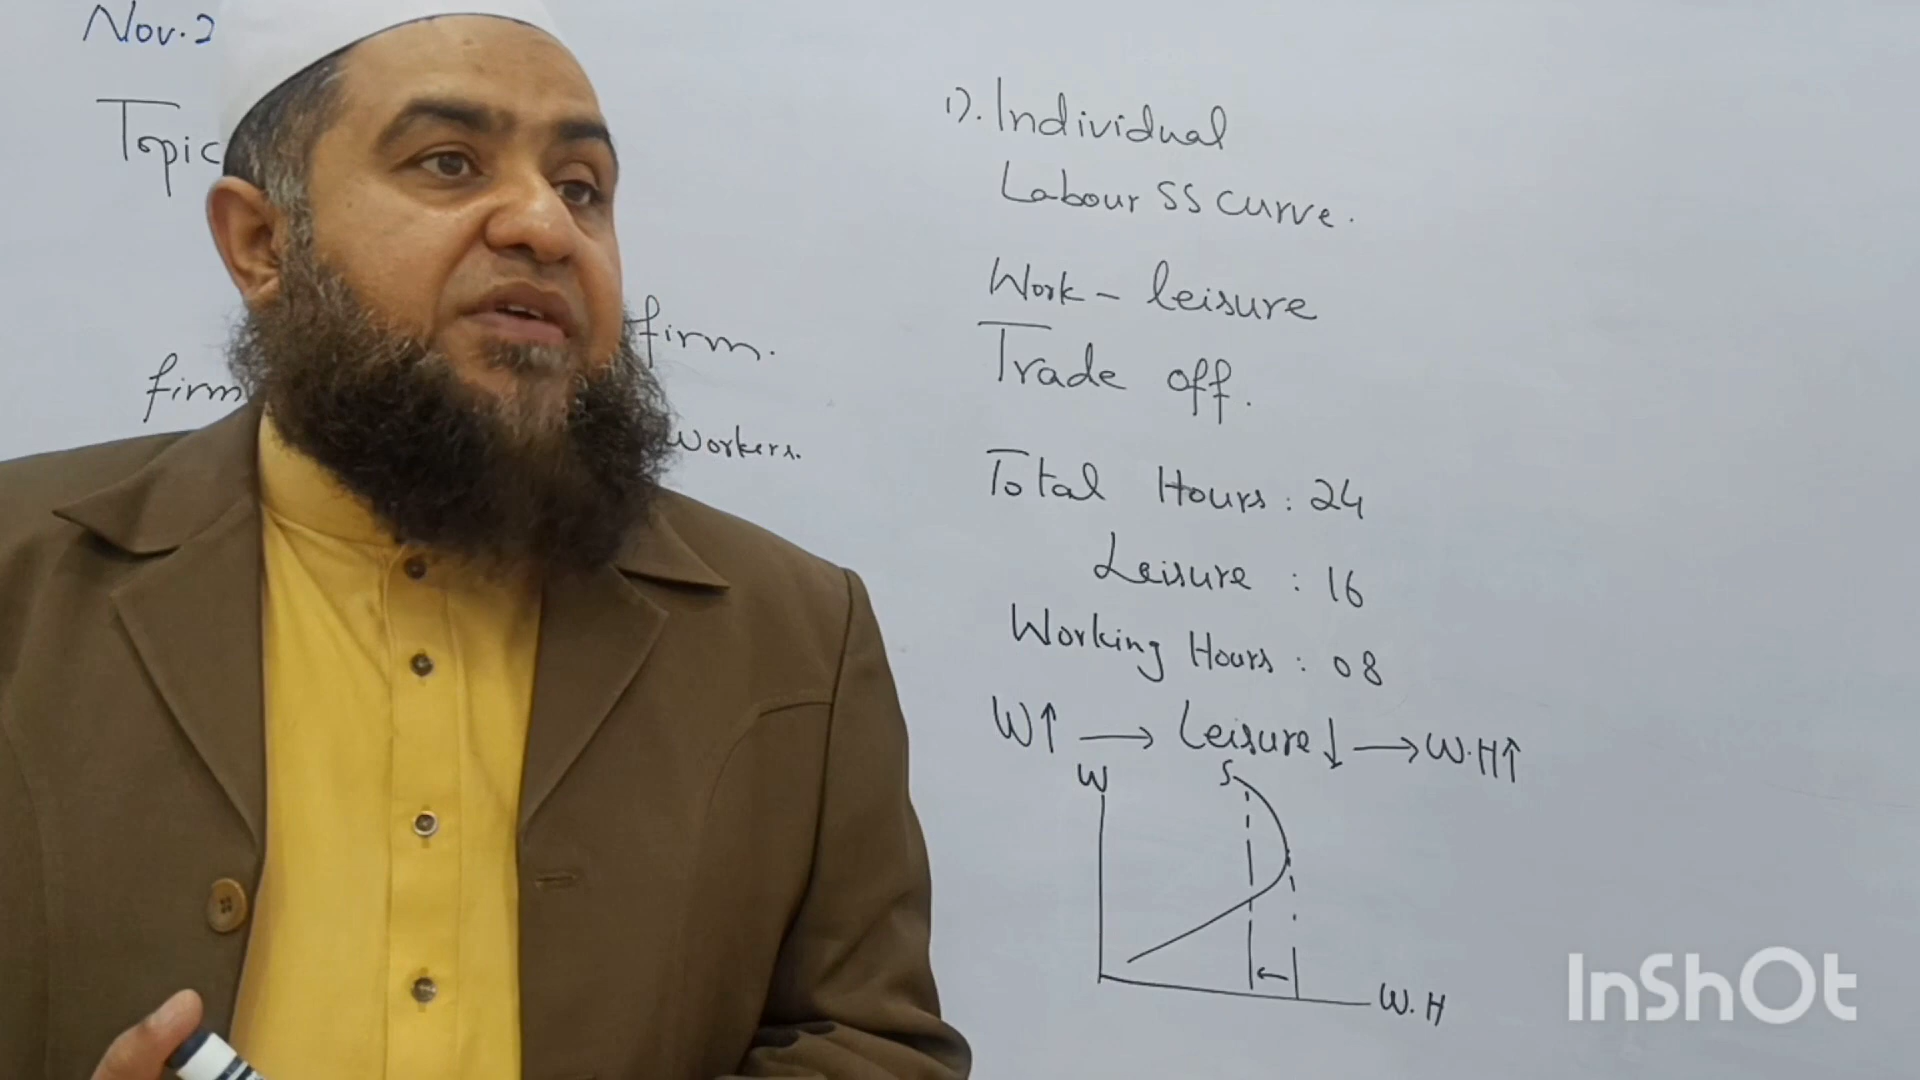 Nov. 2
Topic
firm.
firm
workers.
1). Individual
Labour SS curve.
Work - leisure
Trade off.
Total Hours : 24
Leisure : 16
Working Hours : 08
W↑ → Leisure↓ → W.H↑
W
S
W.H
InShOt